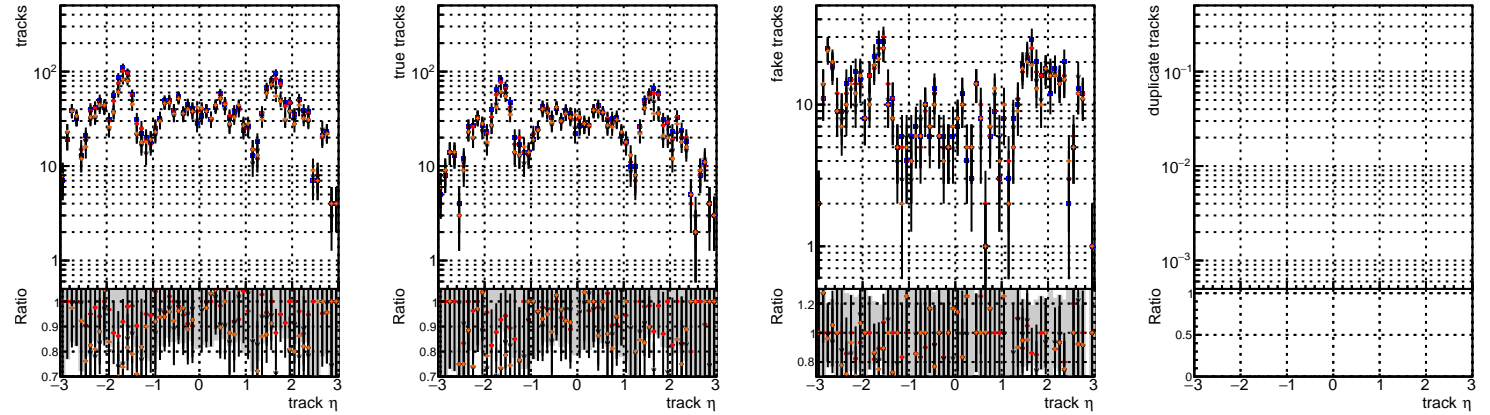 tracks
10²
10
1
Ratio
1
0.9
0.8
0.7
−3 −2 −1 0 1 2 3
track η
true tracks
10²
10
1
Ratio
1
0.9
0.8
0.7
−3 −2 −1 0 1 2 3
track η
fake tracks
10
1
Ratio
1.2
1
0.8
−3 −2 −1 0 1 2 3
track η
duplicate tracks
10⁻¹
10⁻²
10⁻³
Ratio
1
0.5
0
−3 −2 −1 0 1 2 3
track η